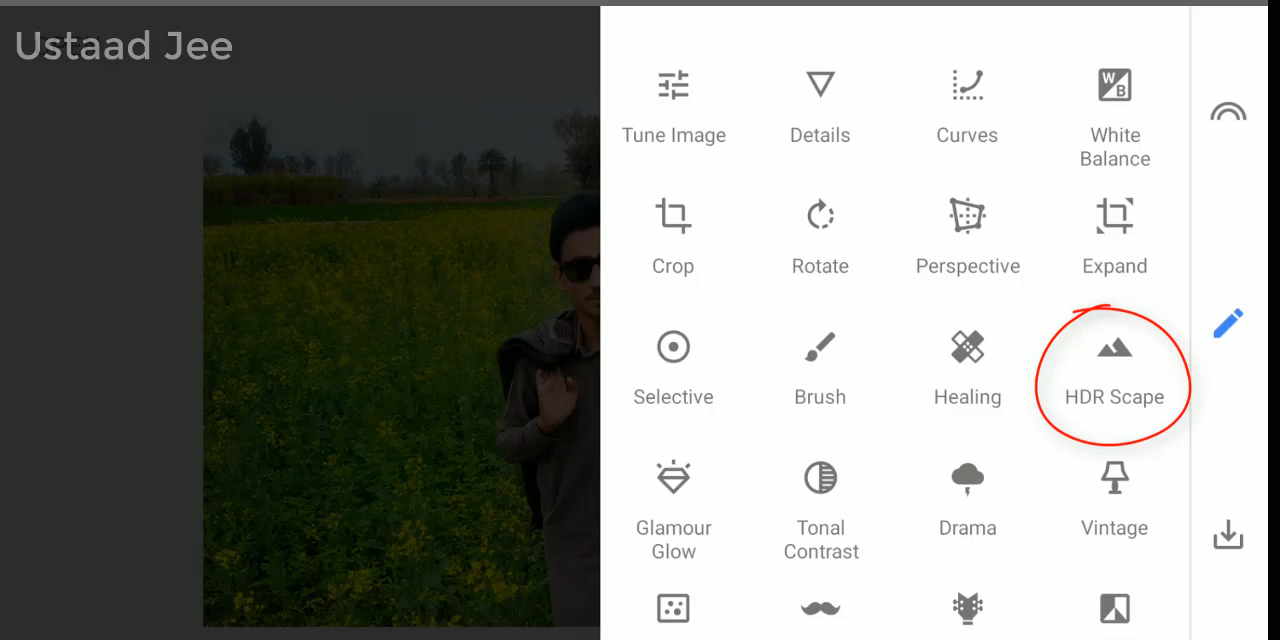 Ustaad Jee
Tune Image
Details
Curves
White
Balance
Crop
Rotate
Perspective
Expand
Selective
Brush
Healing
HDR Scape
Glamour
Glow
Tonal
Contrast
Drama
Vintage